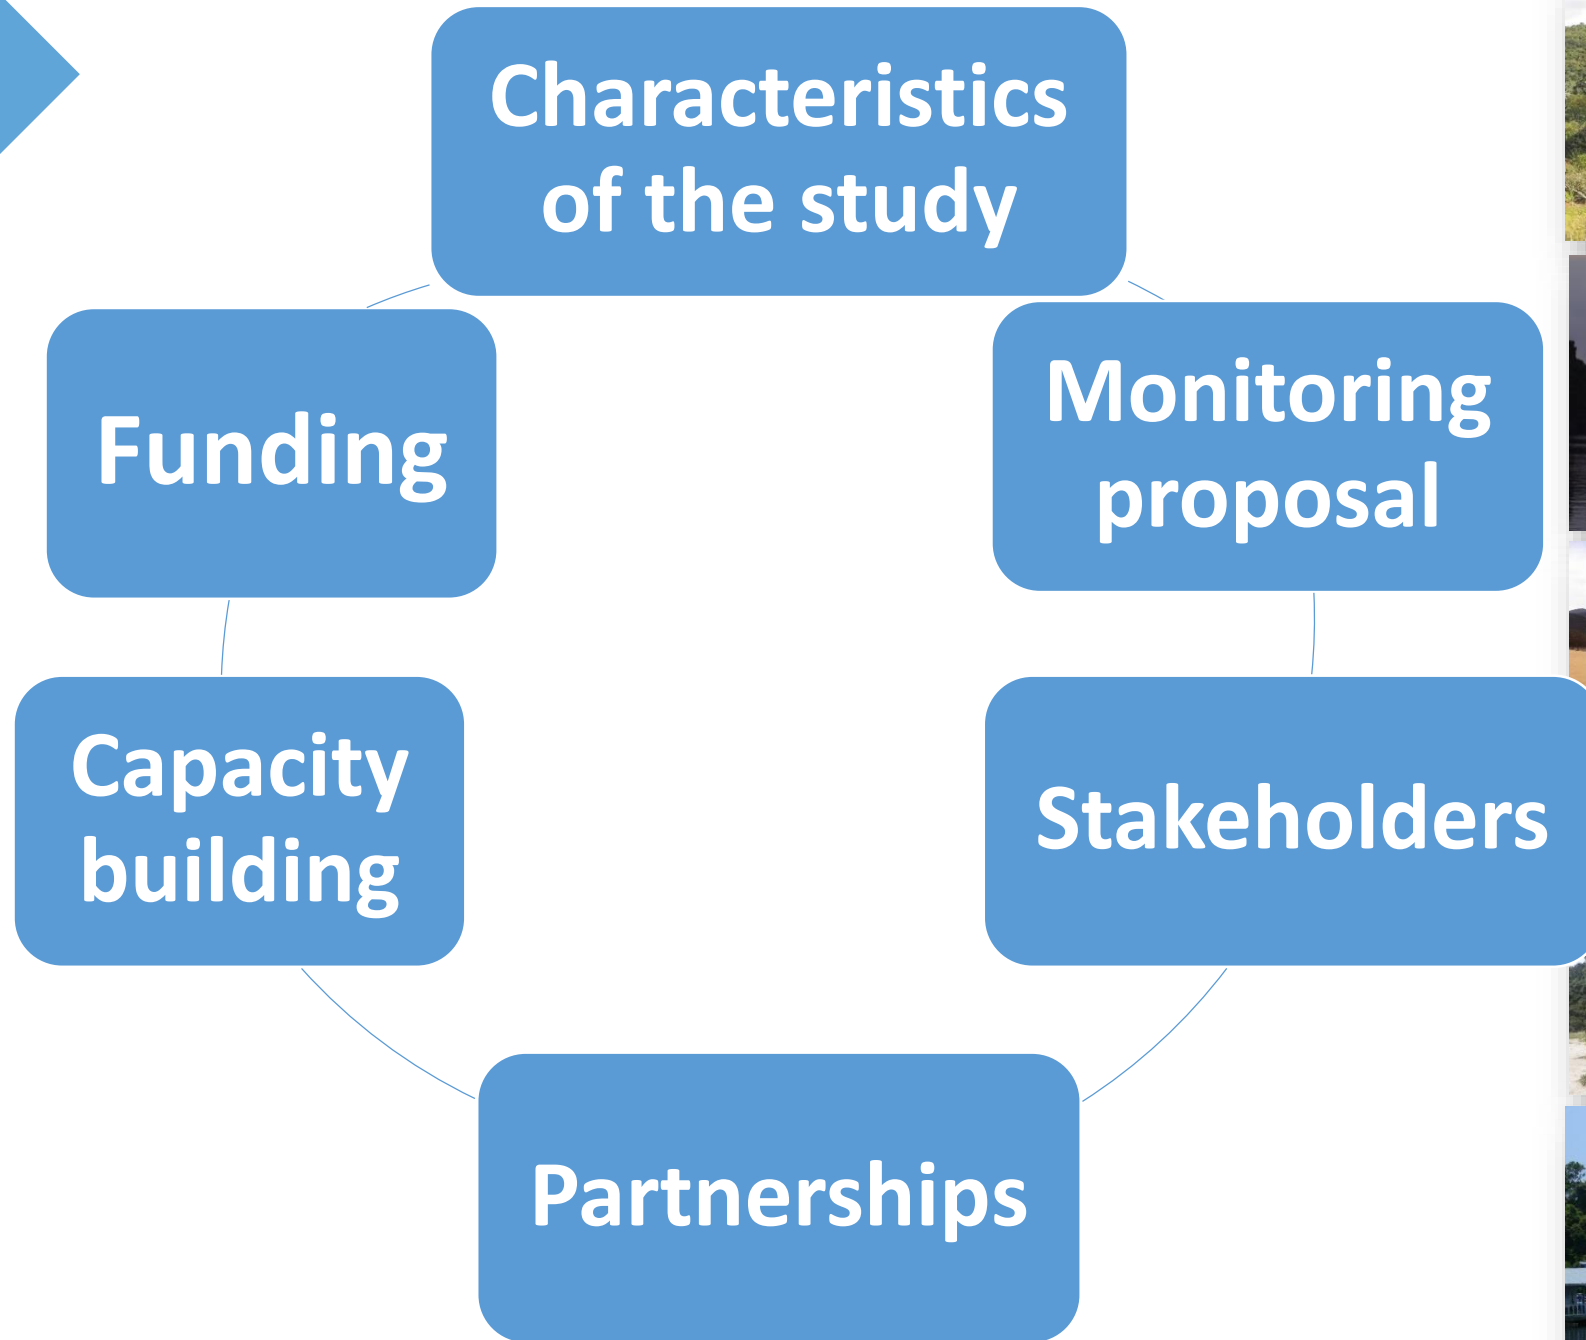 Characteristics
of the study
Monitoring
proposal
Stakeholders
Partnerships
Capacity
building
Funding